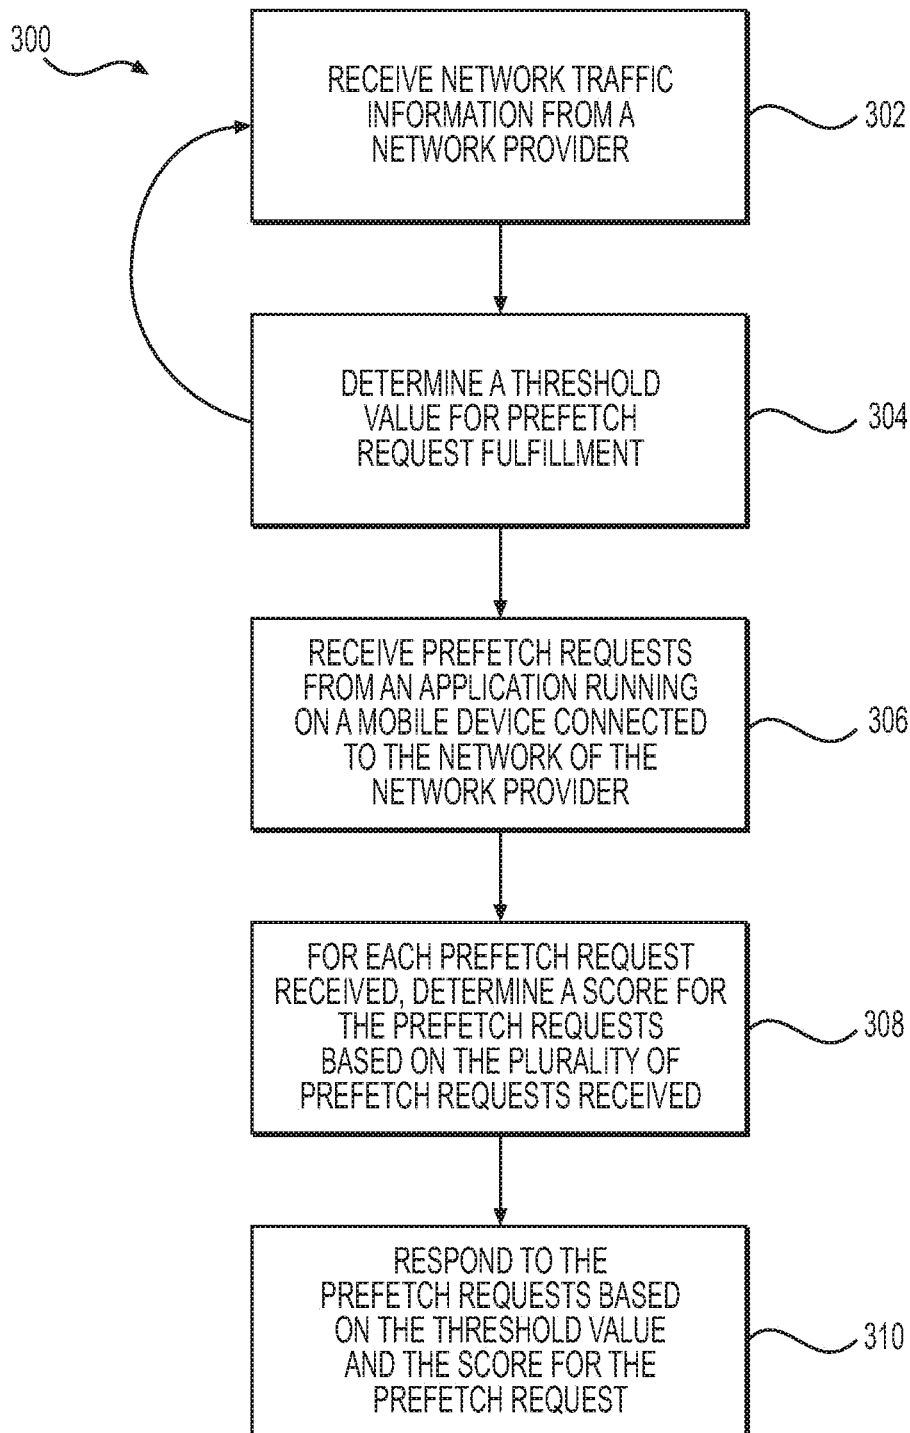 300
RECEIVE NETWORK TRAFFIC
INFORMATION FROM A
NETWORK PROVIDER
302
DETERMINE A THRESHOLD
VALUE FOR PREFETCH
REQUEST FULFILLMENT
304
RECEIVE PREFETCH REQUESTS
FROM AN APPLICATION RUNNING
ON A MOBILE DEVICE CONNECTED
TO THE NETWORK OF THE
NETWORK PROVIDER
306
FOR EACH PREFETCH REQUEST
RECEIVED, DETERMINE A SCORE FOR
THE PREFETCH REQUESTS
BASED ON THE PLURALITY OF
PREFETCH REQUESTS RECEIVED
308
RESPOND TO THE
PREFETCH REQUESTS BASED
ON THE THRESHOLD VALUE
AND THE SCORE FOR THE
PREFETCH REQUEST
310